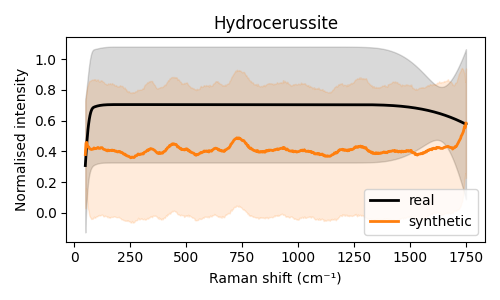 Hydrocerussite
Normalised intensity
1.0
0.8
0.6
0.4
0.2
0.0
real
synthetic
0 250 500 750 1000 1250 1500 1750
Raman shift (cm⁻¹)